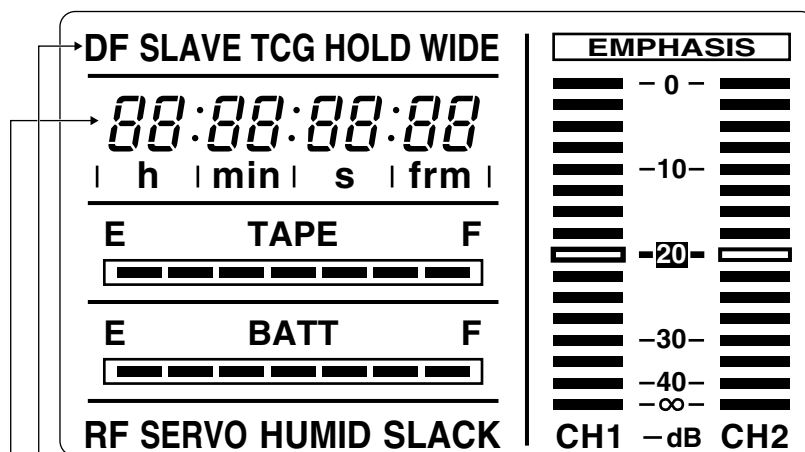 DF SLAVE TCG HOLD WIDE
88:88:88:88
h min s frm
E TAPE F
E BATT F
RF SERVO HUMID SLACK
EMPHASIS
0
-10-
-20-
-30-
-40-
-∞-
CH1 -dB CH2